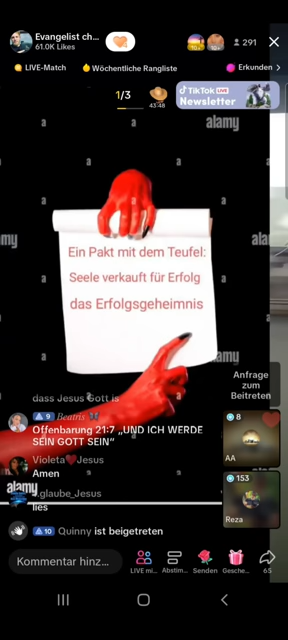 Evangelist ch...
61.0K Likes
291
LIVE-Match
Wöchentliche Rangliste
Erkunden
1/3
43:48
TikTok LIVE
Newsletter
alamy
Ein Pakt mit dem Teufel:
Seele verkauft für Erfolg
das Erfolgsgeheimnis
dass Jesus Gott is
Anfrage
zum
Beitreten
9 Beatris
Offenbarung 21:7 „UND ICH WERDE
SEIN GOTT SEIN“
8
AA
Violeta Jesus
Amen
alamy
glaube_Jesus
lies
153
Reza
10 Quinny ist beigetreten
Kommentar hinz...
LIVE mi...
Abstim...
Senden
Gesche...
65